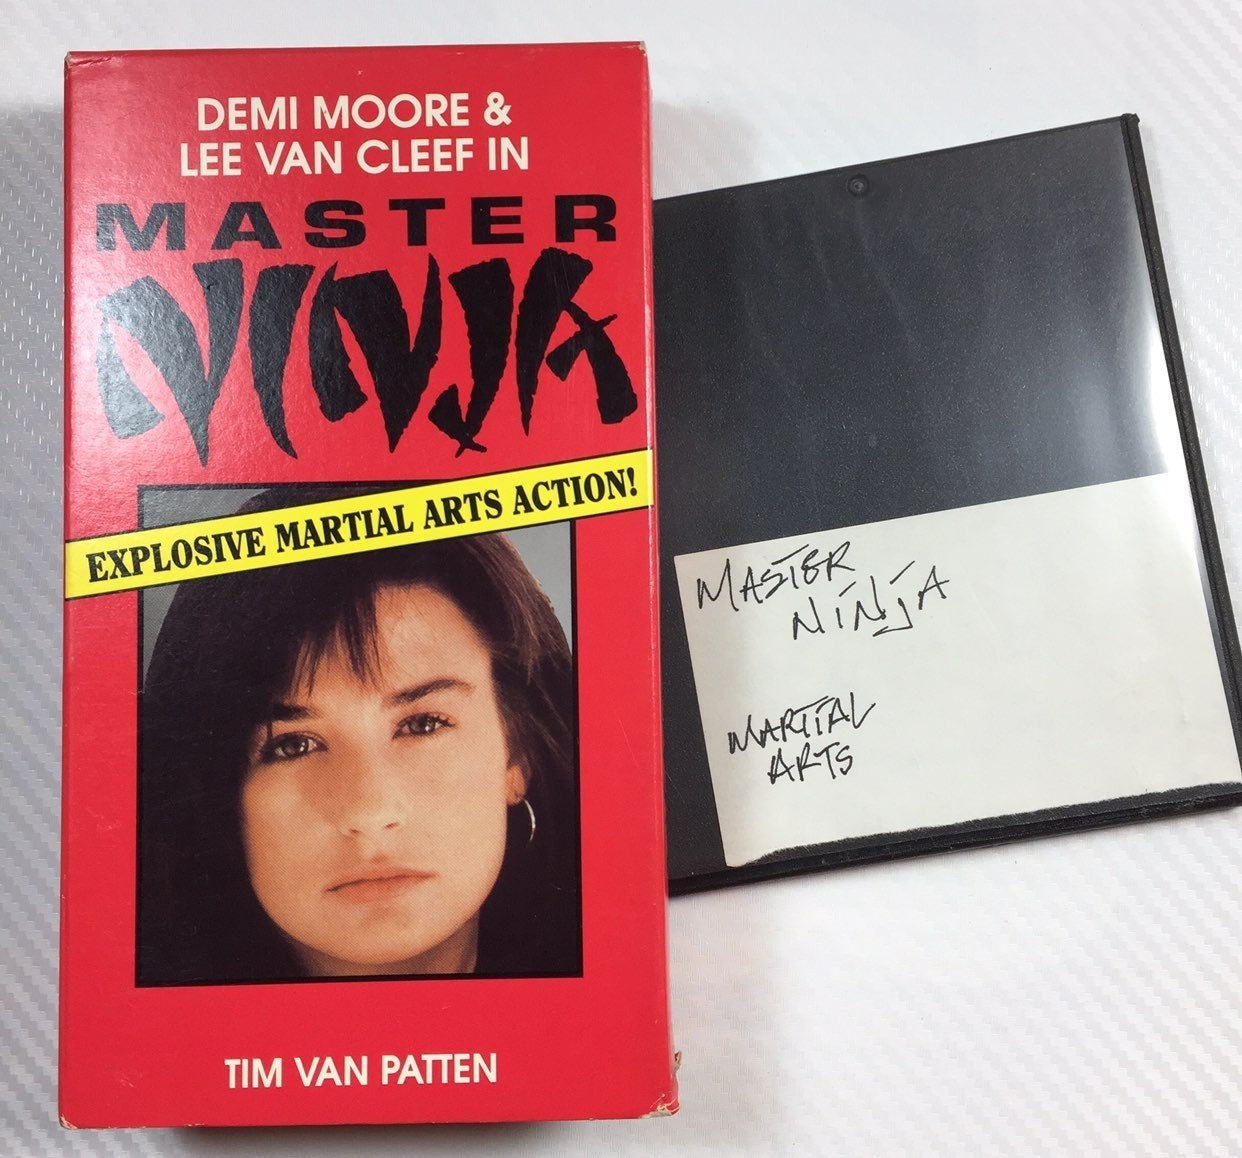 DEMI MOORE &
LEE VAN CLEEF IN
MASTER
NINJA
EXPLOSIVE MARTIAL ARTS ACTION!
TIM VAN PATTEN
MASTER
NINJA
MARTIAL
ARTS